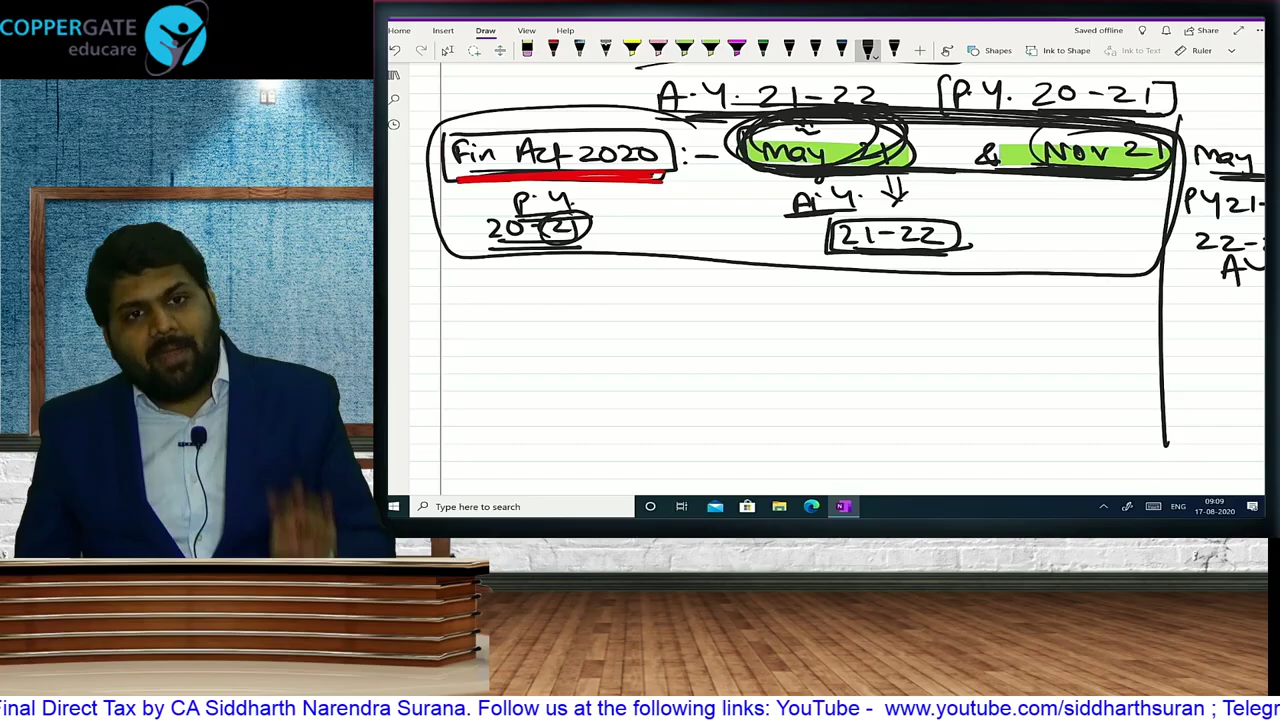 COPPERGATE
educare
Home Insert Draw View Help
Saved offline
Share
Shapes
Ink to Shape
Ink to Text
Ruler
A.Y. 21-22 [P.Y. 20-21]
Fin Act 2020 :- May 21 & Nov 21
P.Y. 20-21
A.Y. 21-22
May
PY 21-
22-
Type here to search
ENG
09:09
17-08-2020
Final Direct Tax by CA Siddharth Narendra Surana. Follow us at the following links: YouTube - www.youtube.com/siddharthsuran ; Telegr